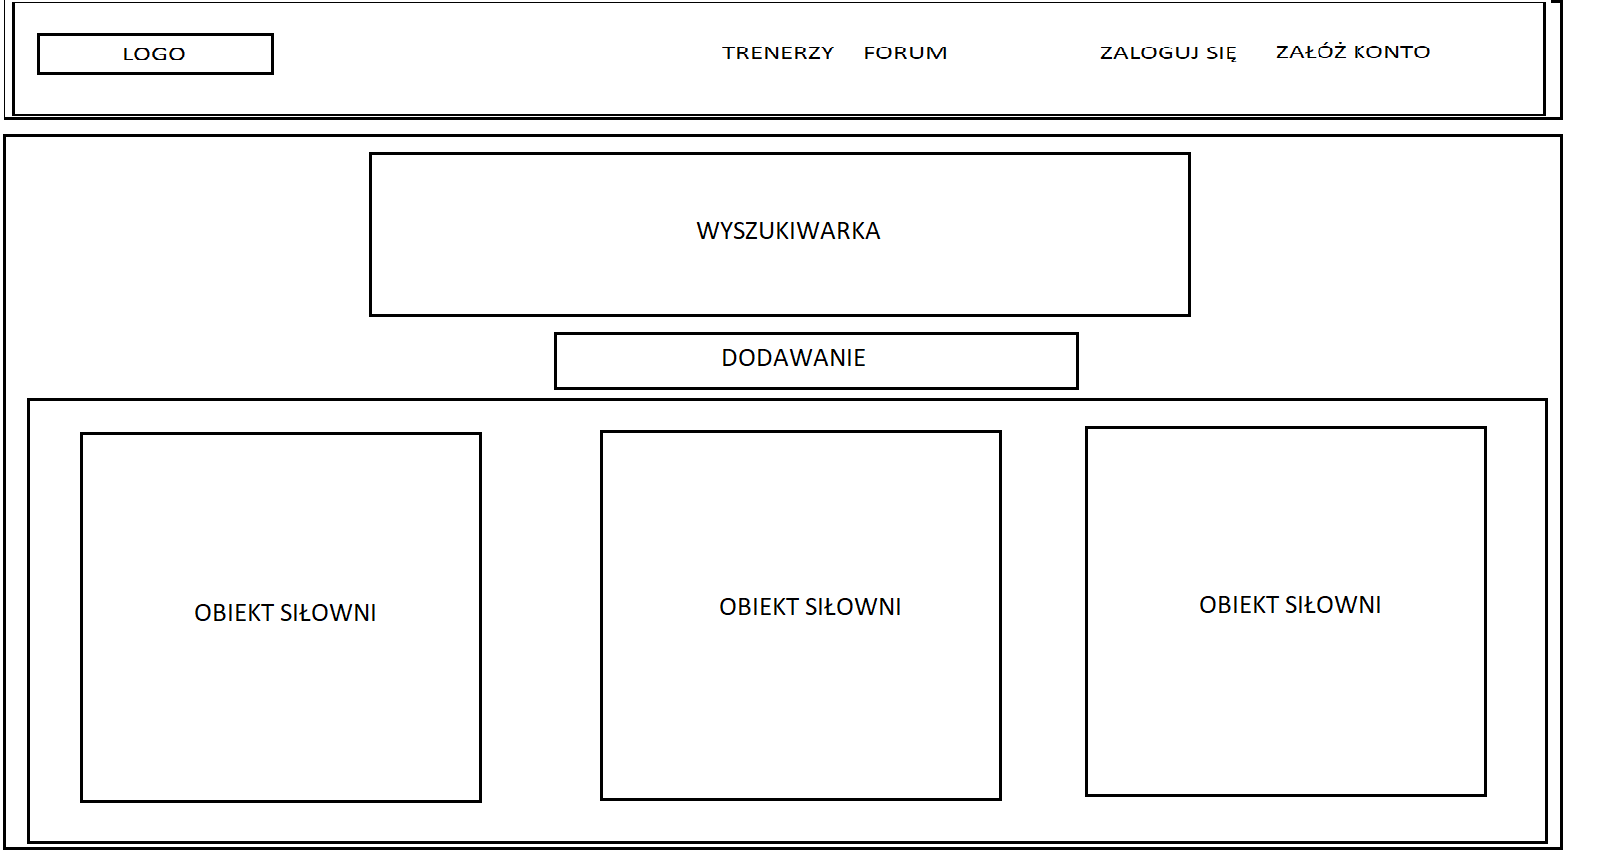 LOGO
TRENERZY FORUM
ZALOGUJ SIĘ ZAŁÓŻ KONTO
WYSZUKIWARKA
DODAWANIE
OBIEKT SIŁOWNI
OBIEKT SIŁOWNI
OBIEKT SIŁOWNI